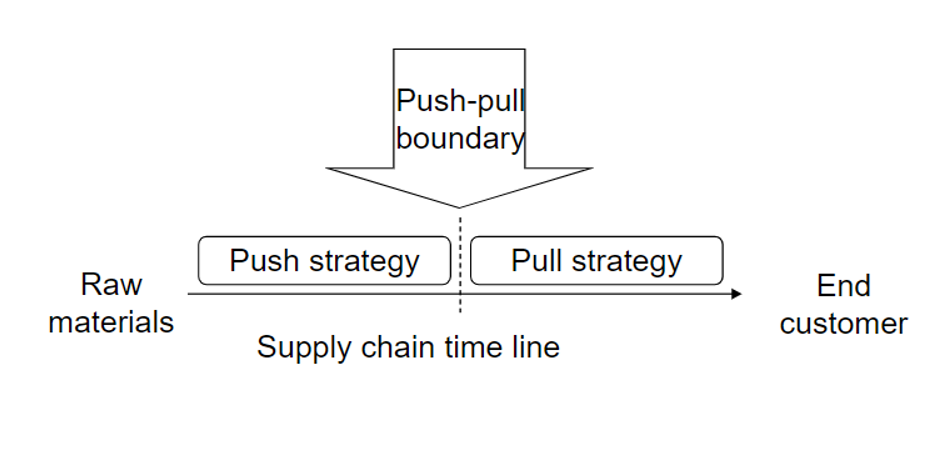 Push-pull
boundary
Push strategy
Pull strategy
Raw
materials
End
customer
Supply chain time line